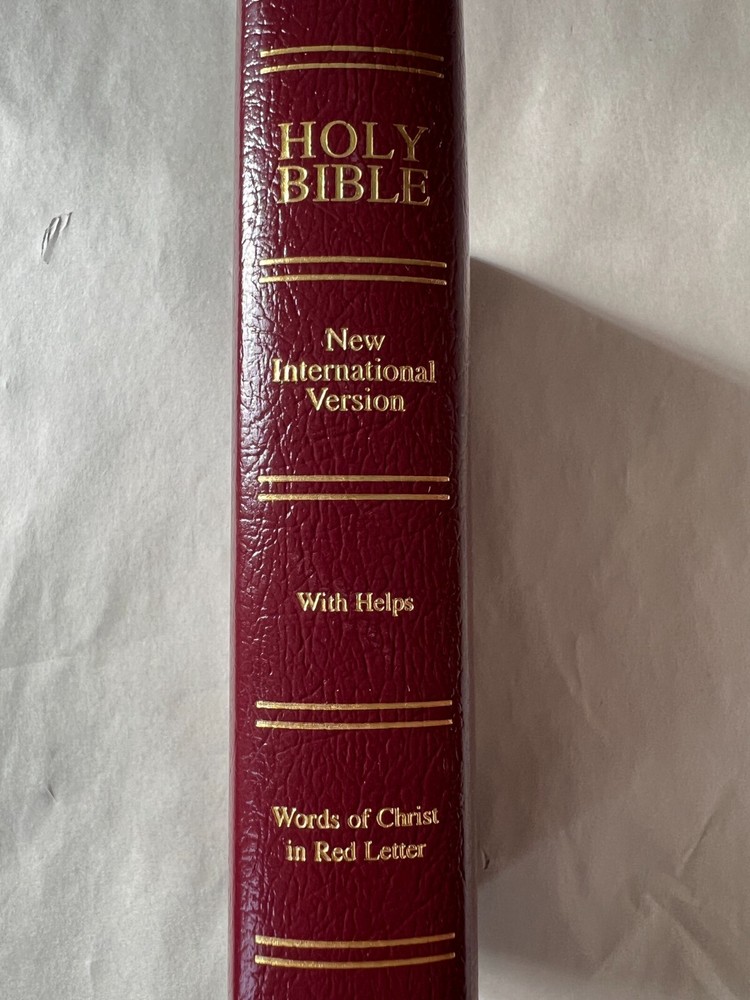 HOLY
BIBLE
New
International
Version
With Helps
Words of Christ
in Red Letter